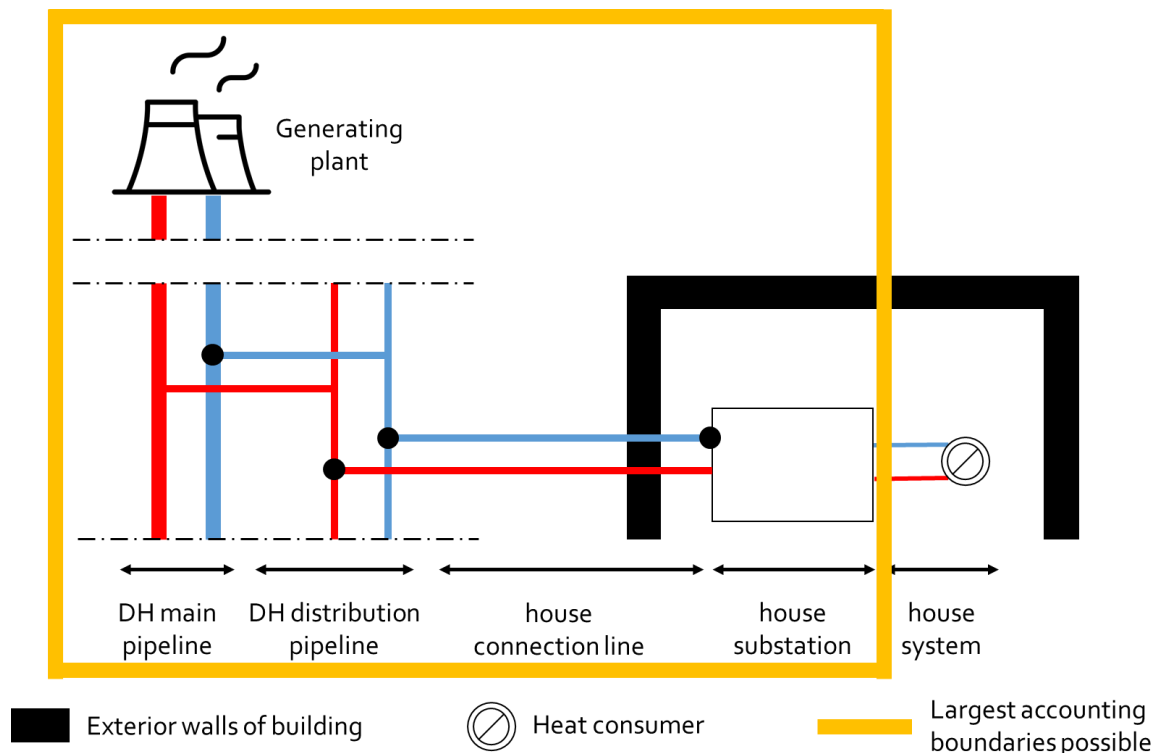 Generating
plant
DH main
pipeline
DH distribution
pipeline
house
connection line
house
substation
house
system
Exterior walls of building
Heat consumer
Largest accounting
boundaries possible